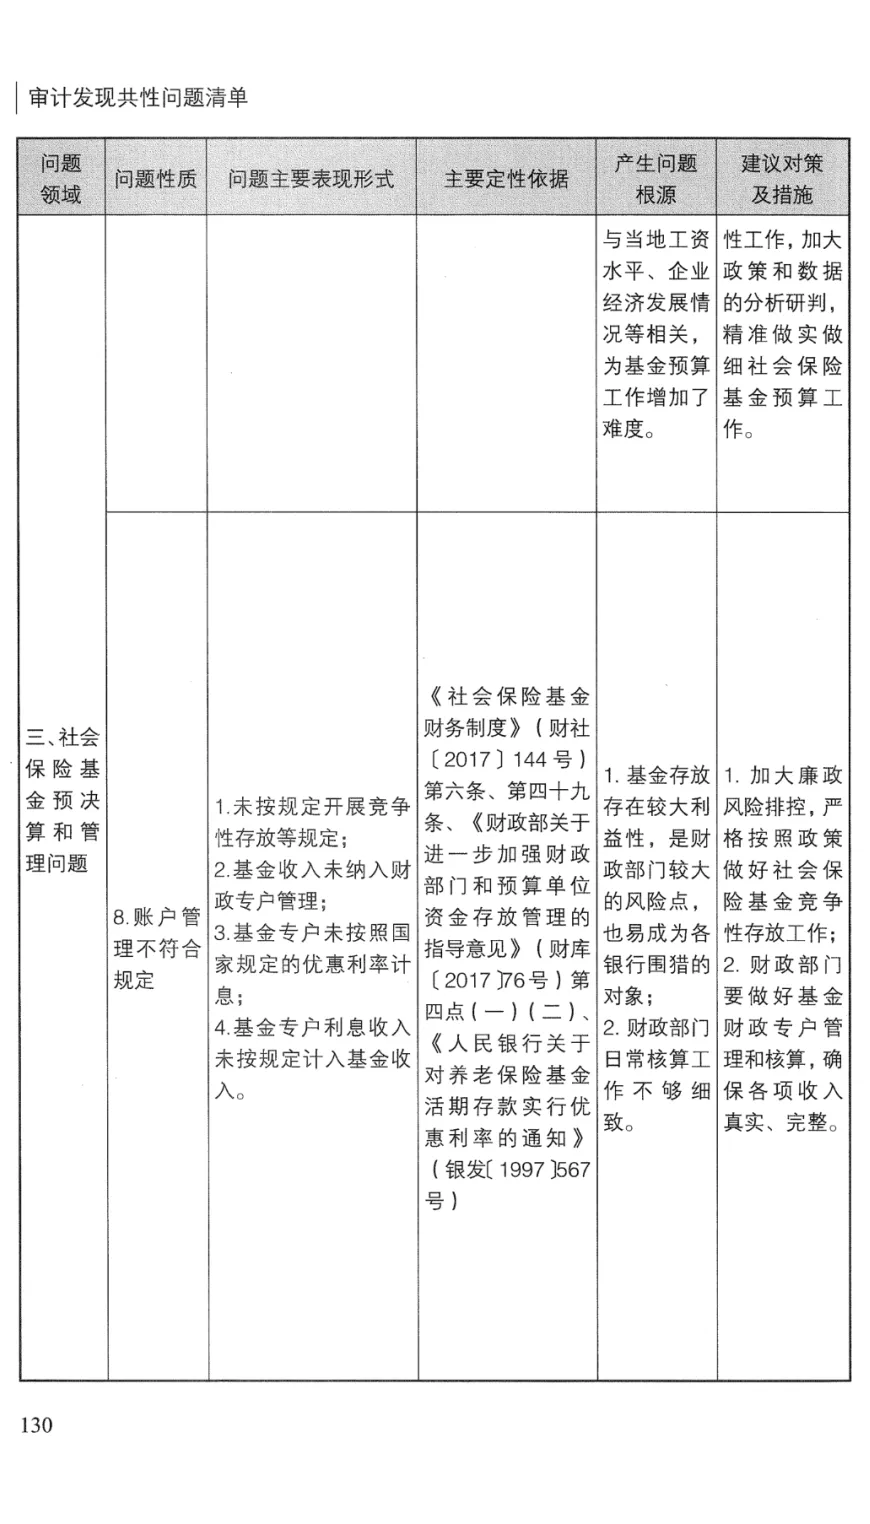 审计发现共性问题清单
问题
领域
问题性质
问题主要表现形式
主要定性依据
产生问题
根源
建议对策
及措施
与当地工资
水平、企业
经济发展情
况等相关，
为基金预算
工作增加了
难度。
性工作，加大
政策和数据
的分析研判，
精准做实做
细社会保险
基金预算工
作。
三、社会
保险基
金预决
算和管
理问题
8.账户管
理不符合
规定
1.未按规定开展竞争
性存放等规定；
2.基金收入未纳入财
政专户管理；
3.基金专户未按照国
家规定的优惠利率计
息；
4.基金专户利息收入
未按规定计入基金收
入。
《社会保险基金
财务制度》（财社
〔2017〕144号）
第六条、第四十九
条、《财政部关于
进一步加强财政
部门和预算单位
资金存放管理的
指导意见》（财库
〔2017〕76号）第
四点（一）（二）、
《人民银行关于
对养老保险基金
活期存款实行优
惠利率的通知》
（银发〔1997〕567
号）
1. 基金存放
存在较大利
益性，是财
政部门较大
的风险点，
也易成为各
银行围猎的
对象；
2. 财政部门
日常核算工
作不够细
致。
1. 加大廉政
风险排控，严
格按照政策
做好社会保
险基金竞争
性存放工作；
2. 财政部门
要做好基金
财政专户管
理和核算，确
保各项收入
真实、完整。
130